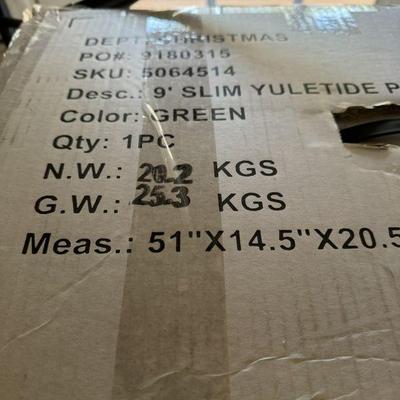 DEPT: CHRISTMAS
PO#: 9180315
SKU: 5064514
Desc.: 9' SLIM YULETIDE P
Color: GREEN
Qty: 1PC
N.W.: 20.2 KGS
G.W.: 25.3 KGS
Meas.: 51"X14.5"X20.5